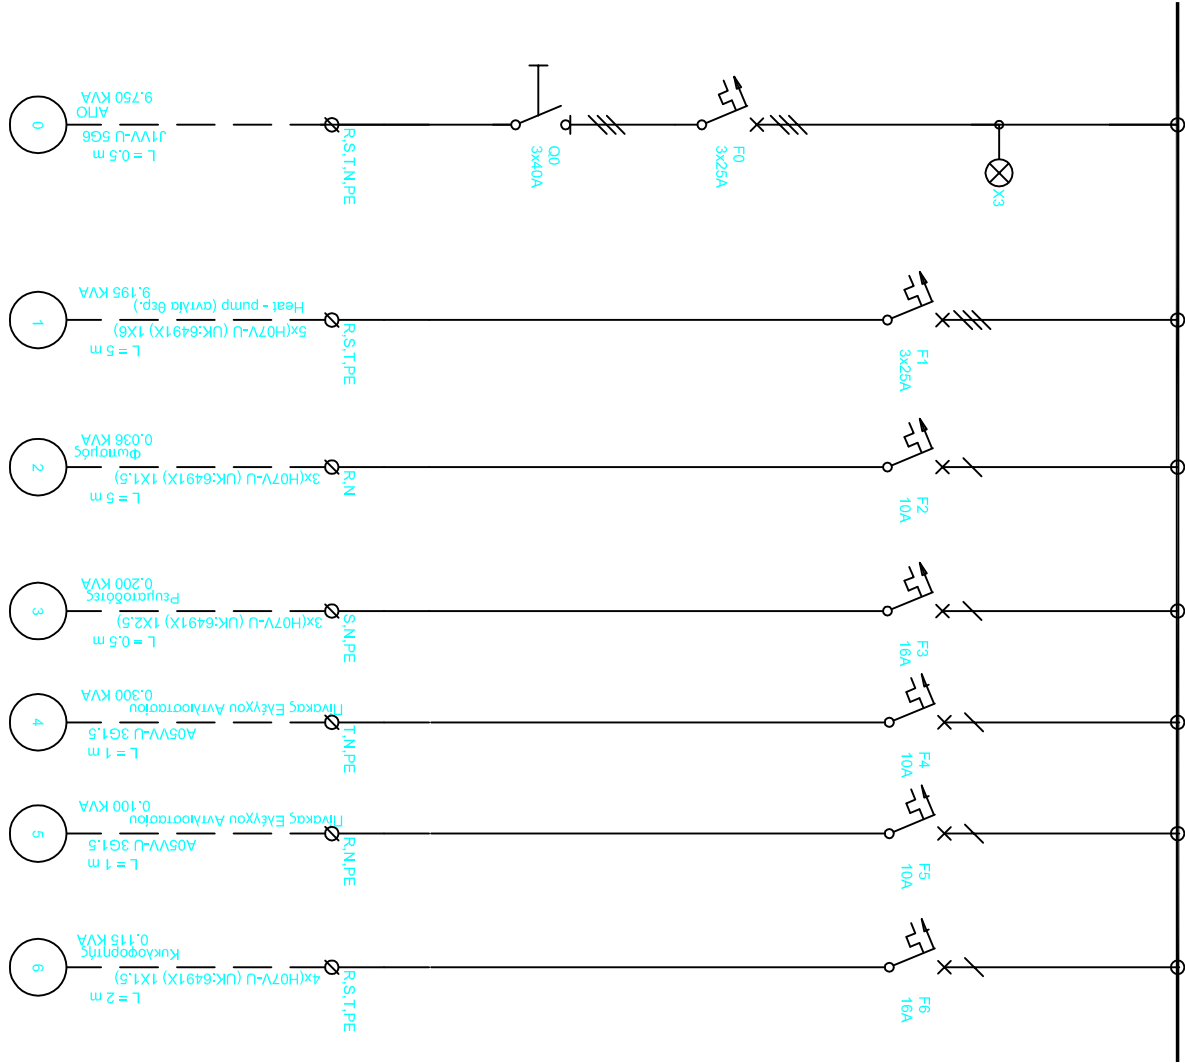 0
9.750 KVA
ΑΠΟ
J1VV-U 5G6
L = 0.5 m
R,S,T,N,PE
Q0
3x40A
F0
3x25A
X3
1
9.195 KVA
Heat - pump (αντλία θερ.)
5x(H07V-U (UK:6491X) 1X6)
L = 5 m
R,S,T,PE
F1
3x25A
2
0.036 KVA
Φωτισμός
3x(H07V-U (UK:6491X) 1X1.5)
L = 5 m
R,N
F2
10A
3
0.200 KVA
Ρευματοδότες
3x(H07V-U (UK:6491X) 1X2.5)
L = 0.5 m
S,N,PE
F3
16A
4
0.300 KVA
Πίνακας Ελέγχου Αντλιοστασίου
A05VV-U 3G1.5
L = 1 m
T,N,PE
F4
10A
5
0.100 KVA
Πίνακας Ελέγχου Αντλιοστασίου
A05VV-U 3G1.5
L = 1 m
R,N,PE
F5
10A
6
0.115 KVA
Κυκλοφορητής
4x(H07V-U (UK:6491X) 1X1.5)
L = 2 m
R,S,T,PE
F6
16A